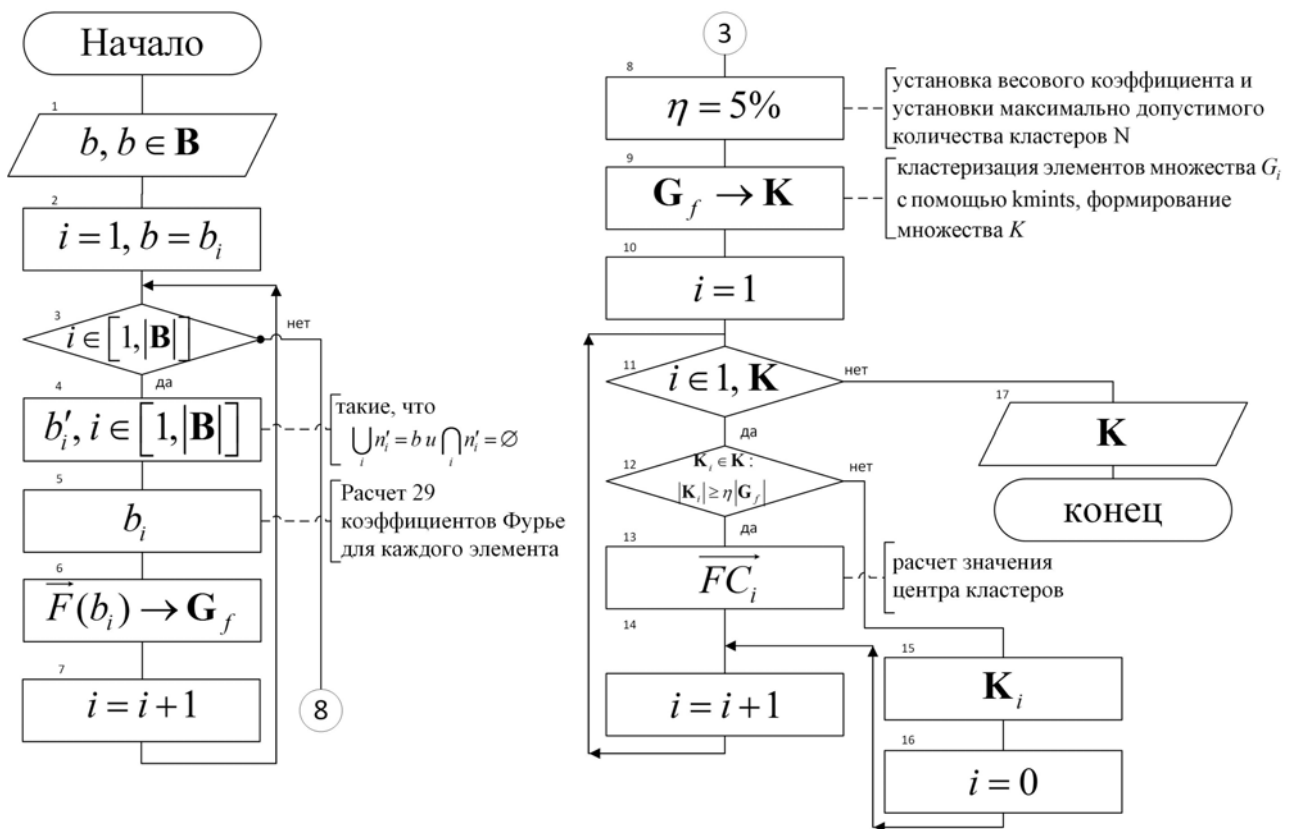 Начало
1
b, b ∈ B
2
i = 1, b = b_i
3
i ∈ [1, |B|]
нет
да
4
b′_i, i ∈ [1, |B|]
такие, что
⋃_i n′_i = b и ⋂_i n′_i = ∅
5
b_i
Расчет 29
коэффициентов Фурье
для каждого элемента
6
F⃗(b_i) → G_f
7
i = i + 1
8
3
8
η = 5%
установка весового коэффициента и
установки максимально допустимого
количества кластеров N
9
G_f → K
кластеризация элементов множества G_i
с помощью kmints, формирование
множества K
10
i = 1
11
i ∈ 1, K
нет
да
12
K_i ∈ K :
|K_i| ≥ η|G_f|
нет
да
13
FC_i
расчет значения
центра кластеров
14
i = i + 1
15
K_i
16
i = 0
17
K
конец